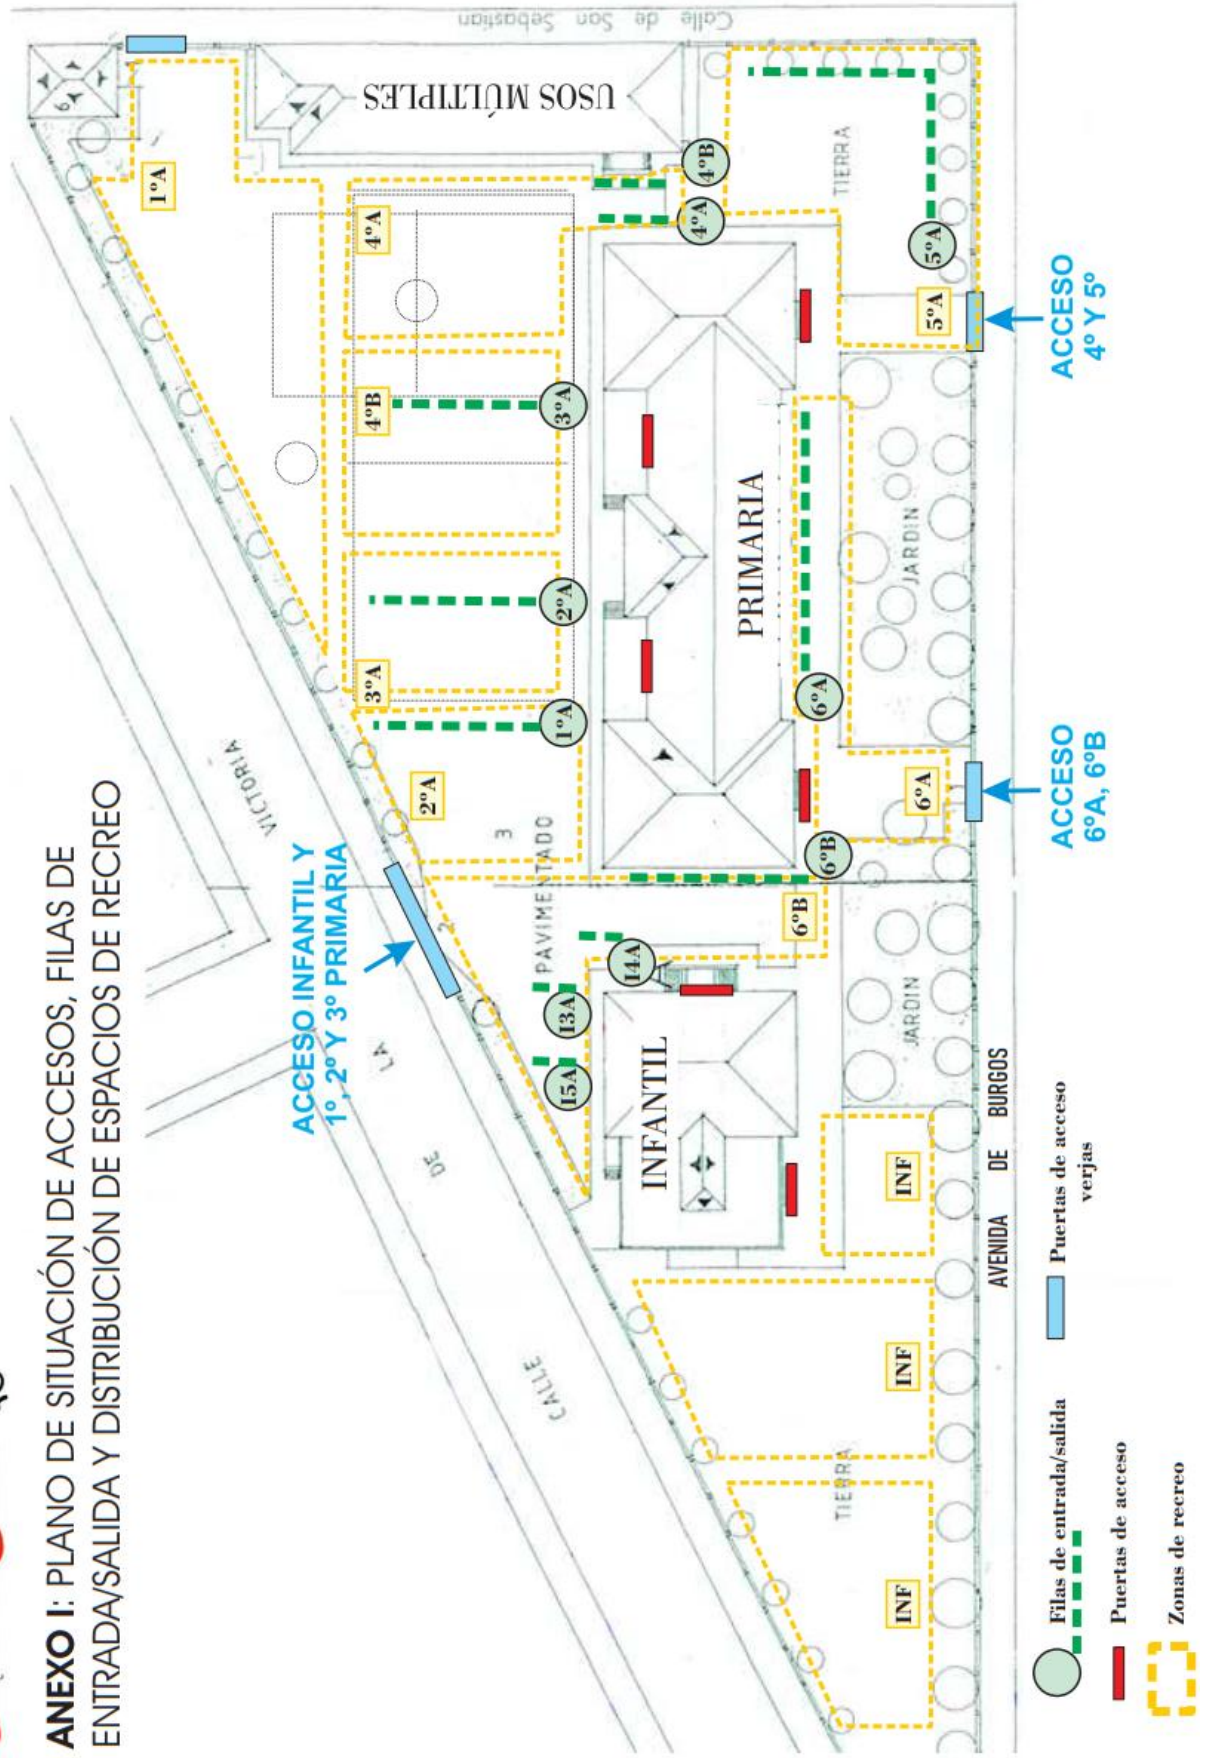 ANEXO I: PLANO DE SITUACIÓN DE ACCESOS, FILAS DE
ENTRADA/SALIDA Y DISTRIBUCIÓN DE ESPACIOS DE RECREO
ACCESO INFANTIL Y
1º, 2º Y 3º PRIMARIA
CALLE
DE
LA
VICTORIA
Calle de San Sebastian
9
1ºA
USOS MÚLTIPLES
4ºA
4ºB
3ºA
2ºA
4ºB
4ºA
3ºA
2ºA
1ºA
3
2
PAVIMENTADO
I4A
I3A
I5A
INFANTIL
PRIMARIA
6ºB
6ºB
6ºA
6ºA
5ºA
5ºA
TIERRA
JARDIN
JARDIN
TIERRA
INF
INF
INF
AVENIDA DE BURGOS
ACCESO
6ºA, 6ºB
ACCESO
4º Y 5º
Filas de entrada/salida
Puertas de acceso
Zonas de recreo
Puertas de acceso
verjas